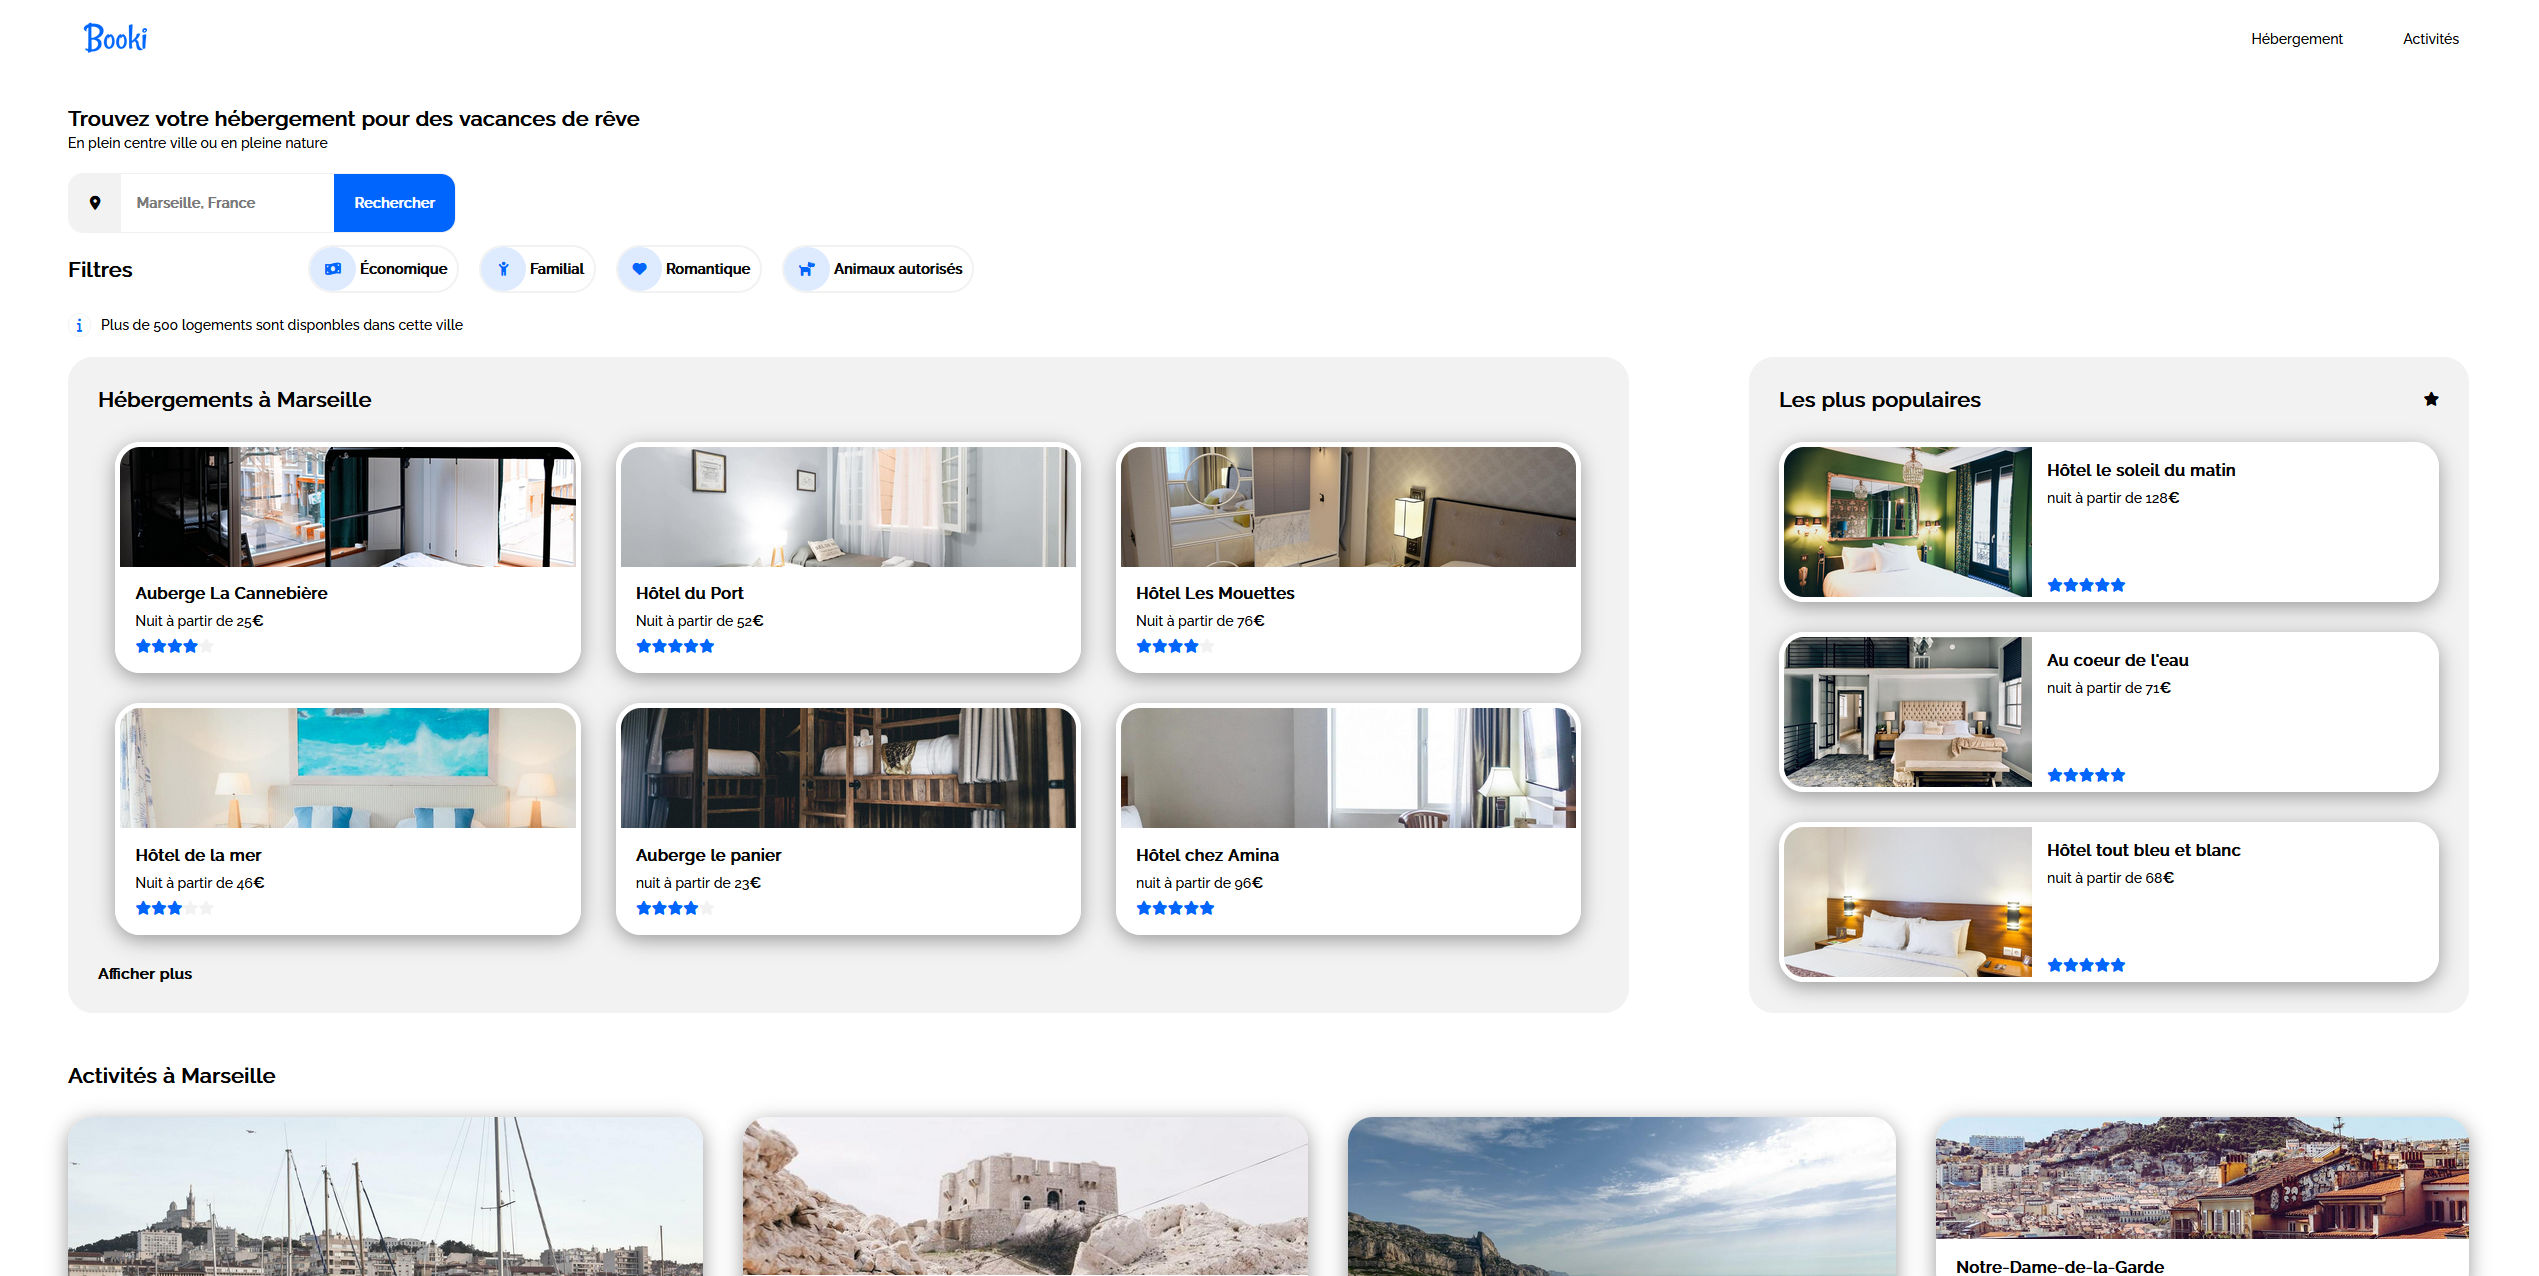 Booki
Hébergement
Activités
Trouvez votre hébergement pour des vacances de rêve
En plein centre ville ou en pleine nature
Marseille, France
Rechercher
Filtres
Économique
Familial
Romantique
Animaux autorisés
Plus de 500 logements sont disponbles dans cette ville
Hébergements à Marseille
Auberge La Cannebière
Nuit à partir de 25€
Hôtel du Port
Nuit à partir de 52€
Hôtel Les Mouettes
Nuit à partir de 76€
Hôtel de la mer
Nuit à partir de 46€
Auberge le panier
nuit à partir de 23€
Hôtel chez Amina
nuit à partir de 96€
Afficher plus
Les plus populaires
Hôtel le soleil du matin
nuit à partir de 128€
Au coeur de l'eau
nuit à partir de 71€
Hôtel tout bleu et blanc
nuit à partir de 68€
Activités à Marseille
Notre-Dame-de-la-Garde